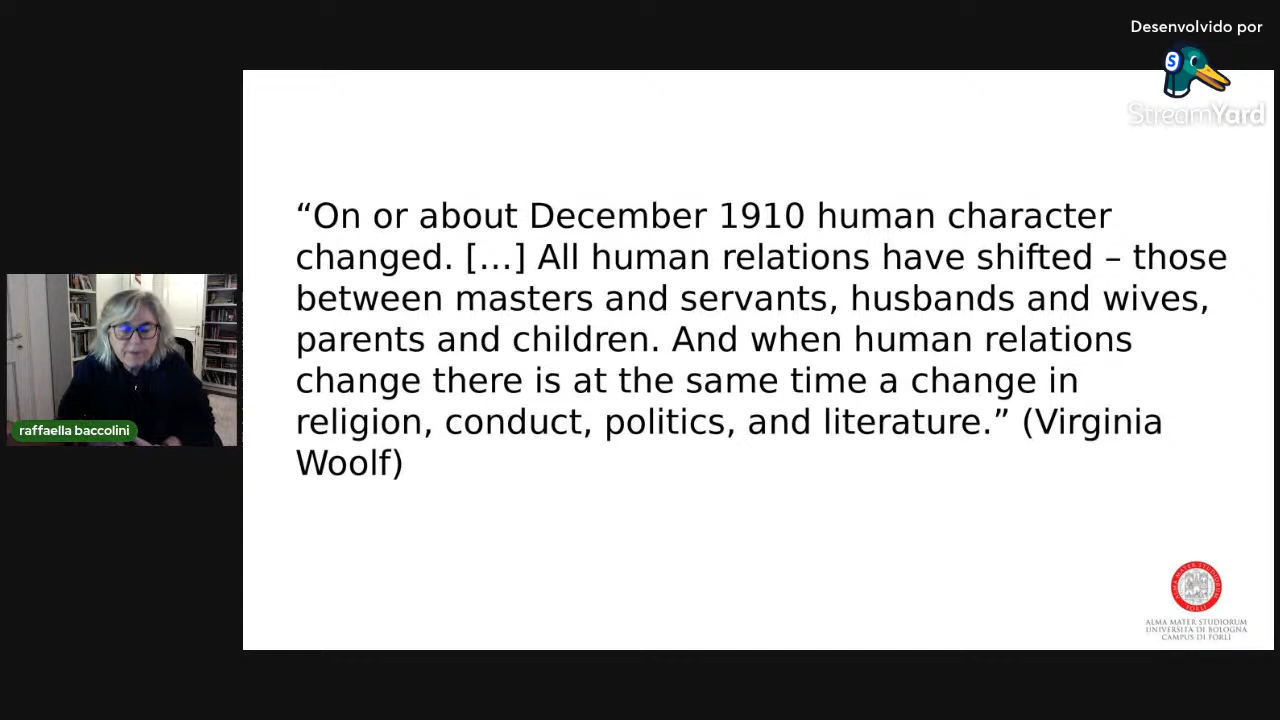 Desenvolvido por
StreamYard
“On or about December 1910 human character
changed. […] All human relations have shifted – those
between masters and servants, husbands and wives,
parents and children. And when human relations
change there is at the same time a change in
religion, conduct, politics, and literature.” (Virginia
Woolf)
raffaella baccolini
ALMA MATER STUDIORUM
UNIVERSITÀ DI BOLOGNA
CAMPUS DI FORLÌ